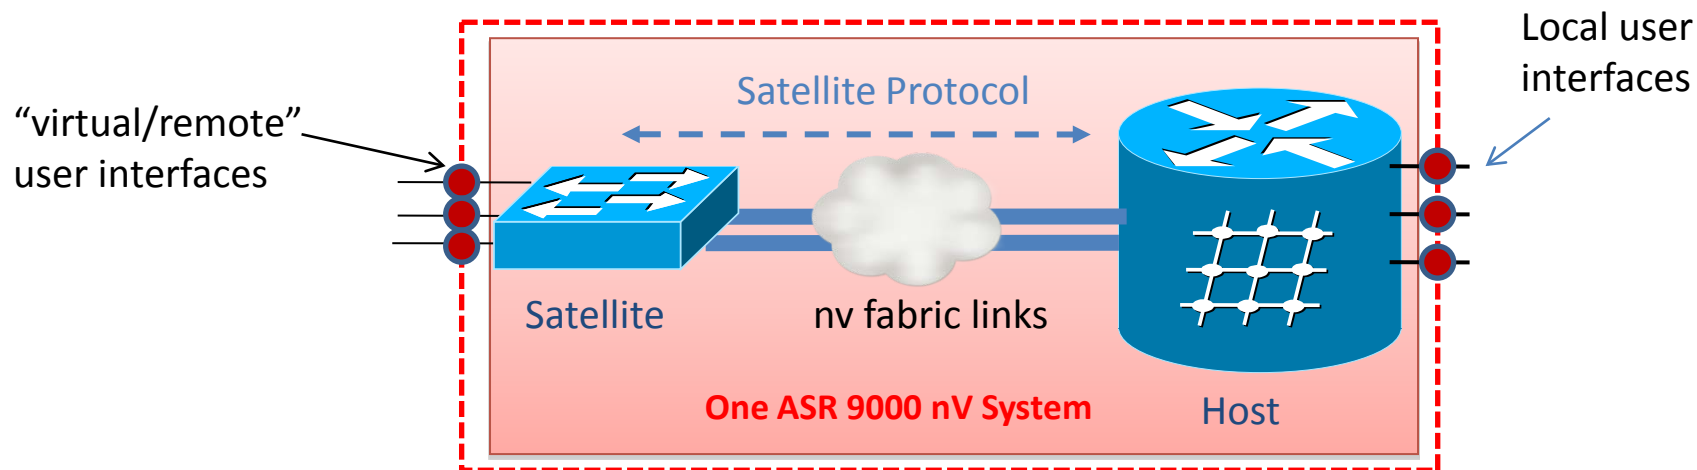 Local user
interfaces
Satellite Protocol
“virtual/remote”
user interfaces
Satellite
nv fabric links
One ASR 9000 nV System
Host